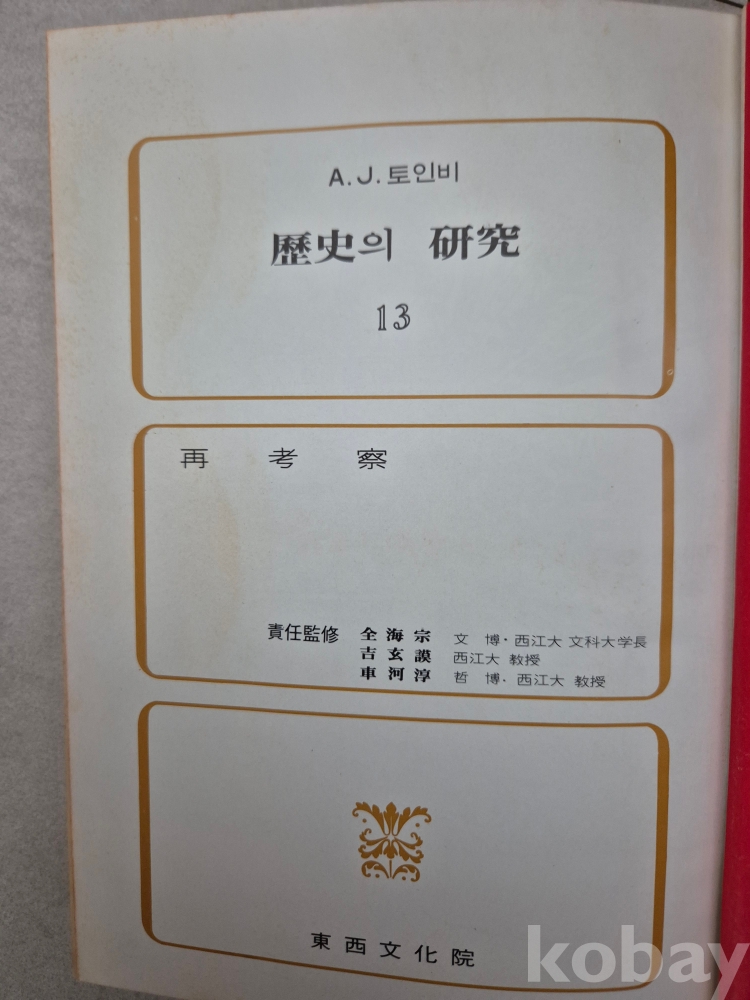 A.J.토인비
歷史의 研究
13
再考察
責任監修 全海宗 文博·西江大 文科大学長
吉玄謨 西江大 教授
車河淳 哲博·西江大 教授
東西文化院
kobay